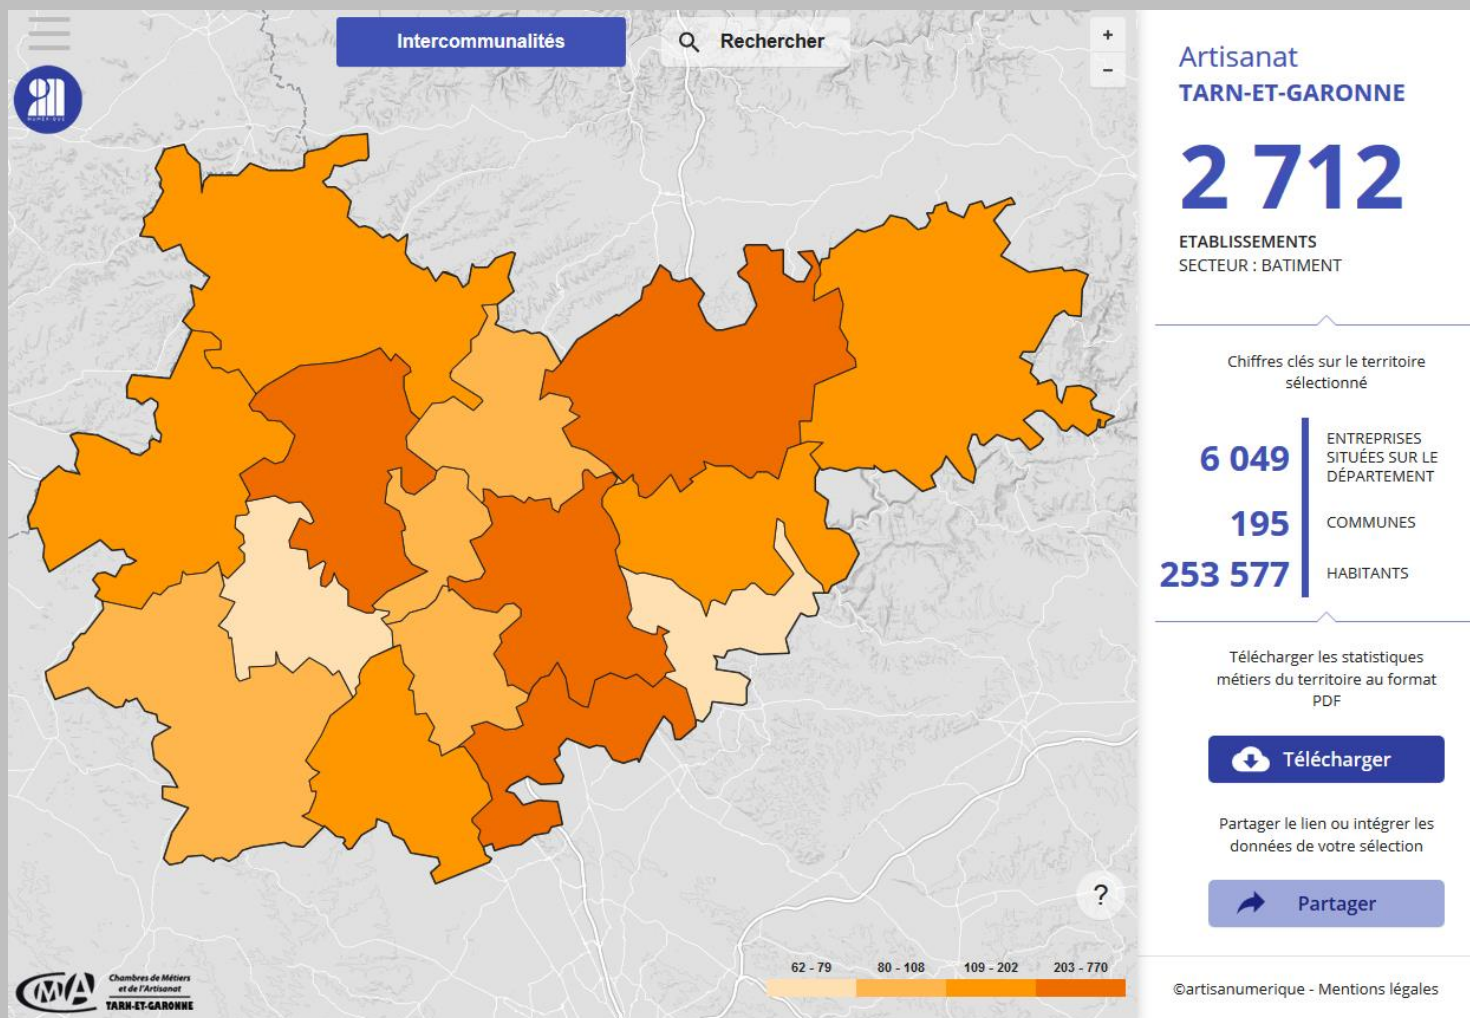 Intercommunalités
Rechercher
+
-
NUMÉRIQUE
Artisanat
TARN-ET-GARONNE
2 712
ETABLISSEMENTS
SECTEUR : BATIMENT
Chiffres clés sur le territoire
sélectionné
6 049
ENTREPRISES
SITUÉES SUR LE
DÉPARTEMENT
195
COMMUNES
253 577
HABITANTS
Télécharger les statistiques
métiers du territoire au format
PDF
Télécharger
Partager le lien ou intégrer les
données de votre sélection
Partager
?
62 - 79
80 - 108
109 - 202
203 - 770
CMA
Chambres de Métiers
et de l'Artisanat
TARN-ET-GARONNE
©artisanumerique - Mentions légales